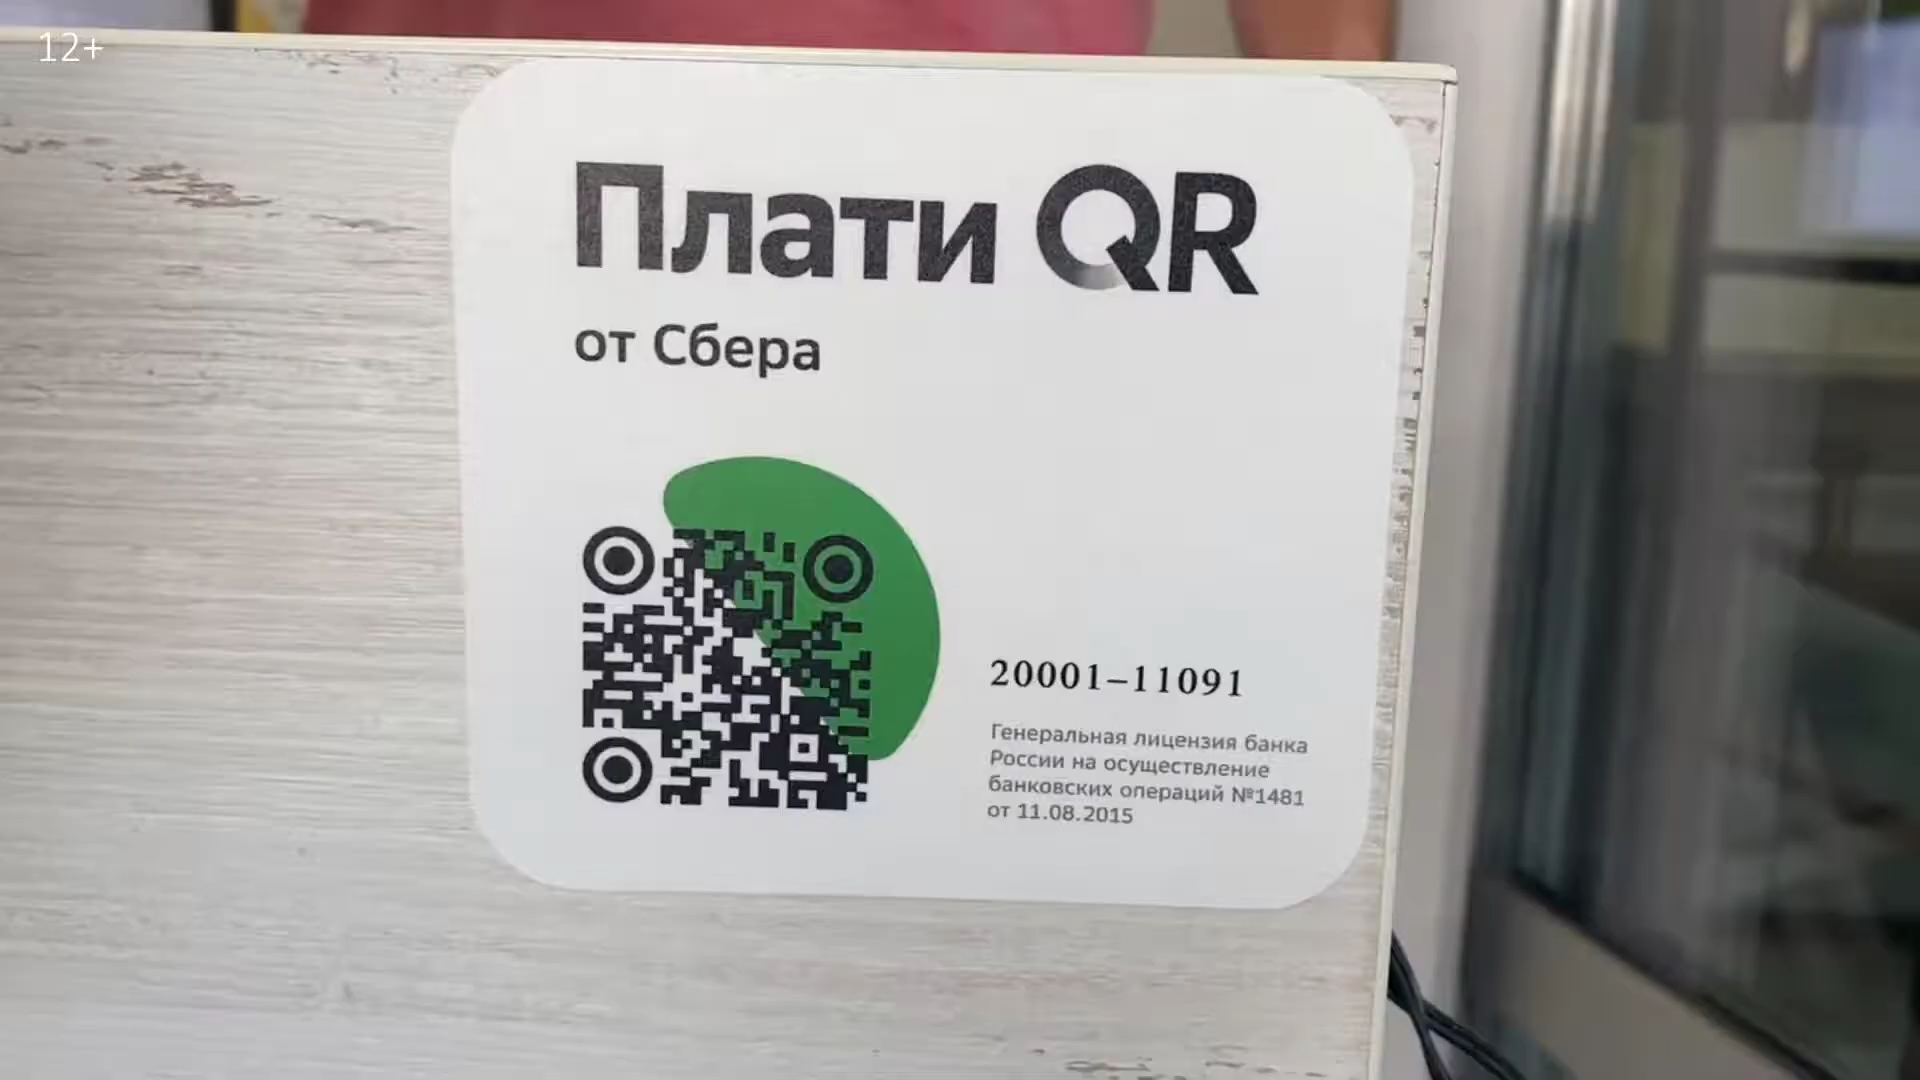 12+
Плати QR
от Сбера
20001–11091
Генеральная лицензия банка
России на осуществление
банковских операций №1481
от 11.08.2015